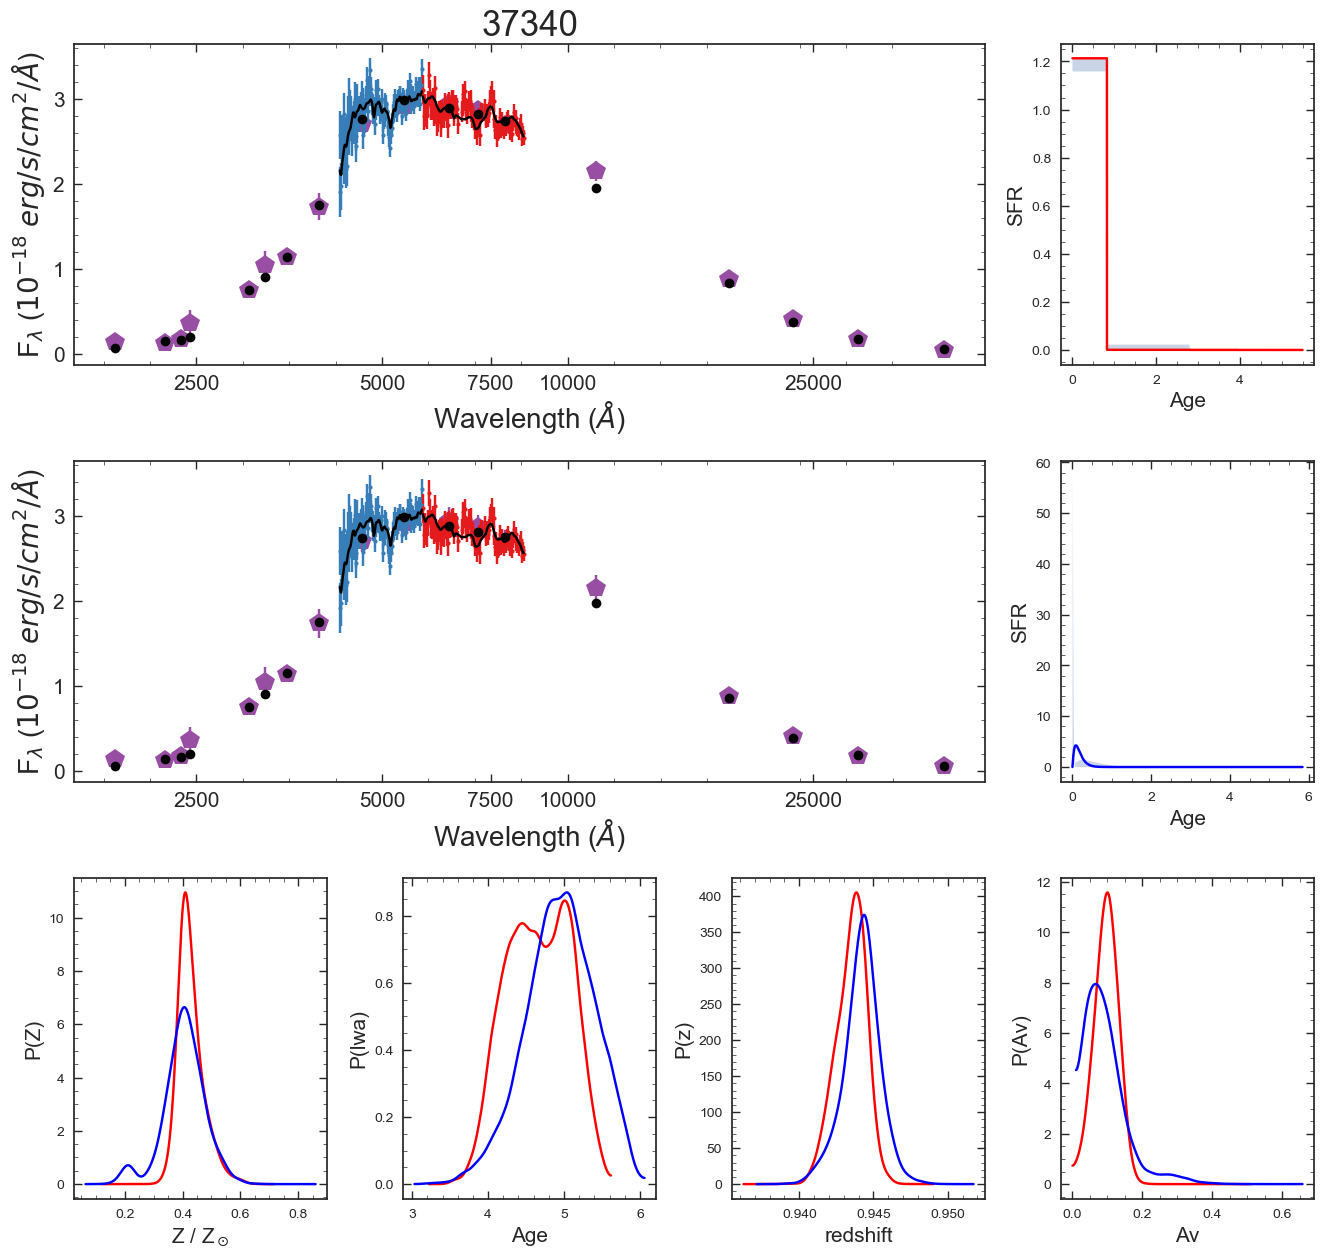 37340
F_λ (10^−18 erg/s/cm^2/Å)
3
2
1
0
2500 5000 7500 10000 25000
Wavelength (Å)
SFR
1.2
1.0
0.8
0.6
0.4
0.2
0.0
0 2 4
Age
F_λ (10^−18 erg/s/cm^2/Å)
3
2
1
0
2500 5000 7500 10000 25000
Wavelength (Å)
SFR
60
50
40
30
20
10
0
0 2 4 6
Age
P(Z)
10
8
6
4
2
0
0.2 0.4 0.6 0.8
Z / Z_⊙
P(lwa)
0.8
0.6
0.4
0.2
0.0
3 4 5 6
Age
P(z)
400
350
300
250
200
150
100
50
0
0.940 0.945 0.950
redshift
P(Av)
12
10
8
6
4
2
0
0.0 0.2 0.4 0.6
Av